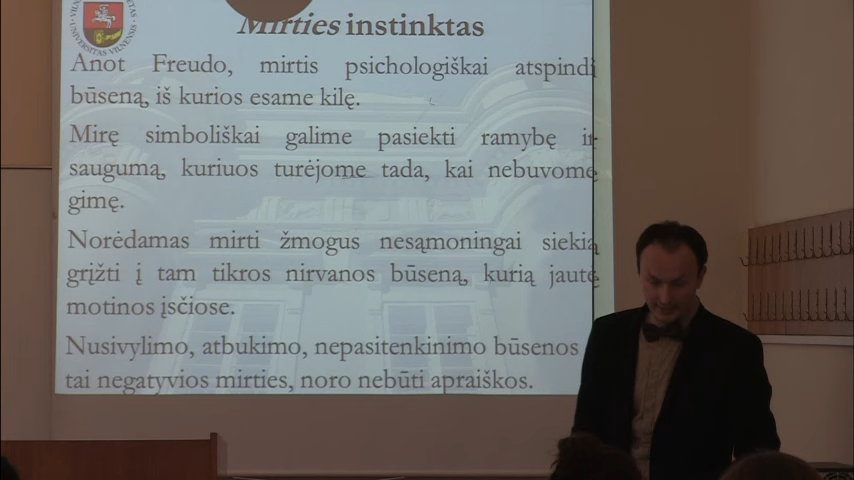 Mirties instinktas
Anot Freudo, mirtis psichologiškai atspindi
būseną, iš kurios esame kilę.
Mirę simboliškai galime pasiekti ramybę ir
saugumą, kuriuos turėjome tada, kai nebuvome
gimę.
Norėdamas mirti žmogus nesąmoningai siekia
grįžti į tam tikros nirvanos būseną, kurią jautė
motinos įsčiose.
Nusivylimo, atbukimo, nepasitenkinimo būsenos
tai negatyvios mirties, noro nebūti apraiškos.
UNIVERSITAS VILNENSIS